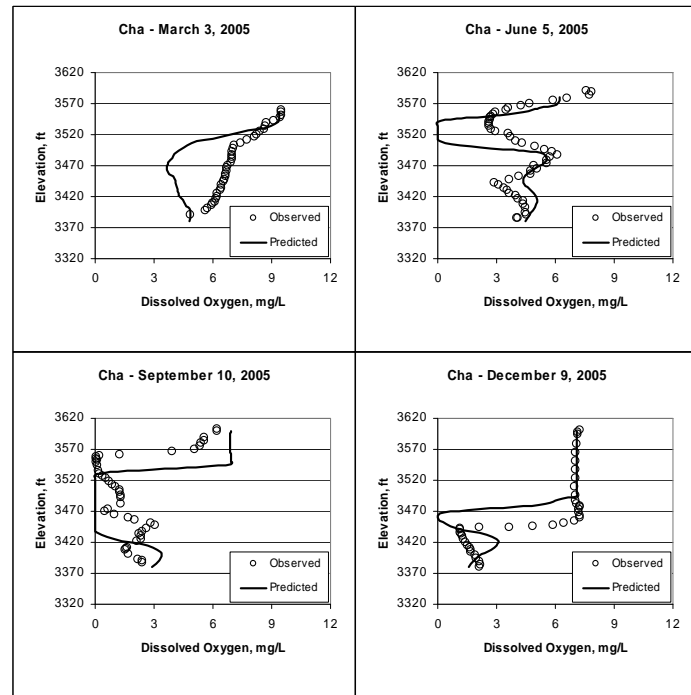 Cha - March 3, 2005
3620
3570
3520
3470
3420
3370
3320
Elevation, ft
Observed
Predicted
0 3 6 9 12
Dissolved Oxygen, mg/L
Cha - June 5, 2005
3620
3570
3520
3470
3420
3370
3320
Elevation, ft
Observed
Predicted
0 3 6 9 12
Dissolved Oxygen, mg/L
Cha - September 10, 2005
3620
3570
3520
3470
3420
3370
3320
Elevation, ft
Observed
Predicted
0 3 6 9 12
Dissolved Oxygen, mg/L
Cha - December 9, 2005
3620
3570
3520
3470
3420
3370
3320
Elevation, ft
Observed
Predicted
0 3 6 9 12
Dissolved Oxygen, mg/L